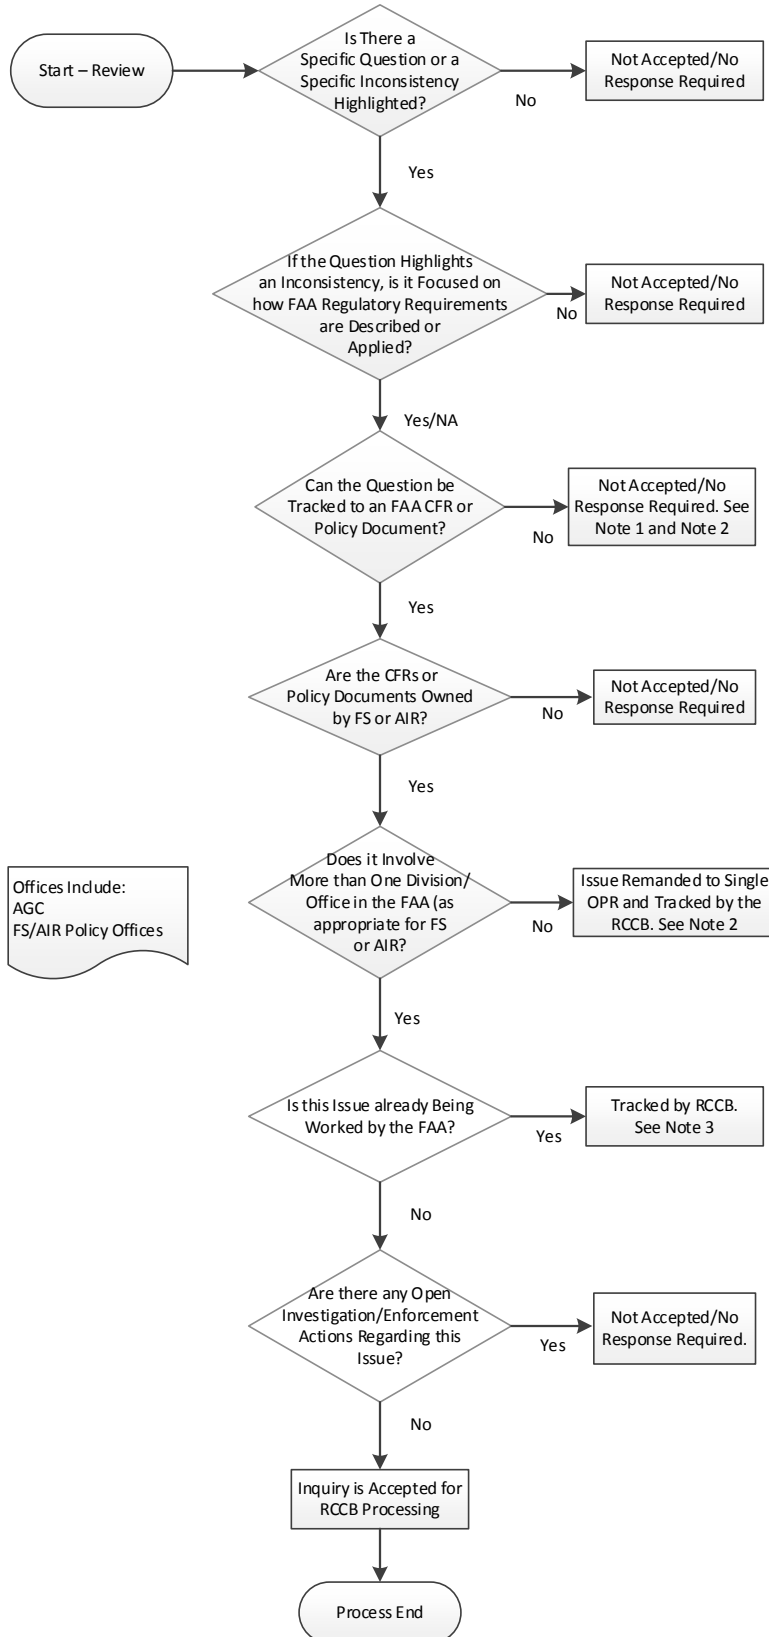 Start – Review
Is There a
Specific Question or a
Specific Inconsistency
Highlighted?
No
Not Accepted/No
Response Required
Yes
If the Question Highlights
an Inconsistency, is it Focused on
how FAA Regulatory Requirements
are Described or
Applied?
No
Not Accepted/No
Response Required
Yes/NA
Can the Question be
Tracked to an FAA CFR or
Policy Document?
No
Not Accepted/No
Response Required. See
Note 1 and Note 2
Yes
Are the CFRs or
Policy Documents Owned
by FS or AIR?
No
Not Accepted/No
Response Required
Yes
Offices Include:
AGC
FS/AIR Policy Offices
Does it Involve
More than One Division/
Office in the FAA (as
appropriate for FS
or AIR?
No
Issue Remanded to Single
OPR and Tracked by the
RCCB. See Note 2
Yes
Is this Issue already Being
Worked by the FAA?
Yes
Tracked by RCCB.
See Note 3
No
Are there any Open
Investigation/Enforcement
Actions Regarding this
Issue?
Yes
Not Accepted/No
Response Required.
No
Inquiry is Accepted for
RCCB Processing
Process End